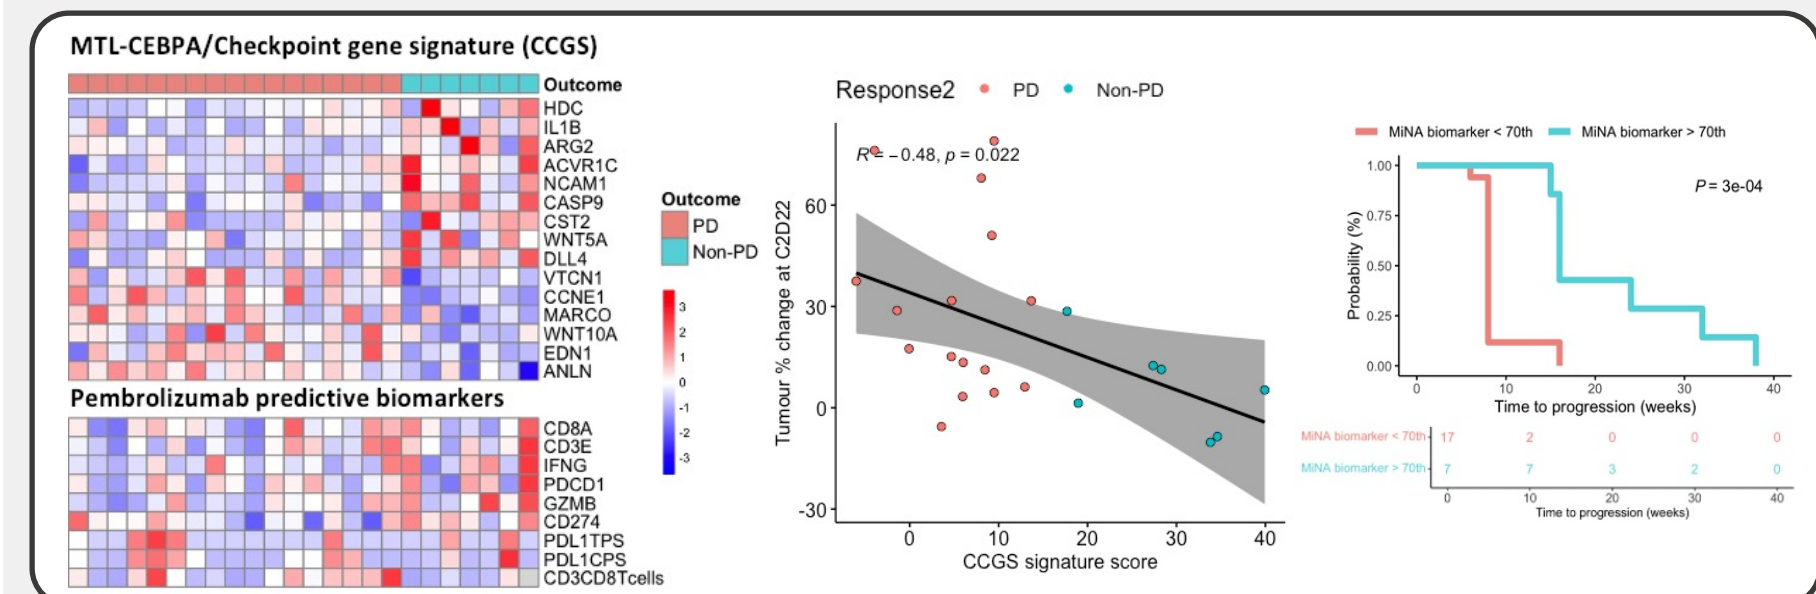 MTL-CEBPA/Checkpoint gene signature (CCGS)
Outcome
HDC
IL1B
ARG2
ACVR1C
NCAM1
CASP9
CST2
WNT5A
DLL4
VTCN1
CCNE1
MARCO
WNT10A
EDN1
ANLN
Pembrolizumab predictive biomarkers
CD8A
CD3E
IFNG
PDCD1
GZMB
CD274
PDL1TPS
PDL1CPS
CD3CD8Tcells
Outcome
PD
Non-PD
3
2
1
0
-1
-2
-3
Response2 PD Non-PD
R = −0.48, p = 0.022
Tumour % change at C2D22
60
30
0
-30
0 10 20 30 40
CCGS signature score
MiNA biomarker < 70th MiNA biomarker > 70th
P = 3e-04
Probability (%)
1.00
0.75
0.50
0.25
0.00
0 10 20 30 40
Time to progression (weeks)
MiNA biomarker < 70th 17 2 0 0 0
MiNA biomarker > 70th 7 7 3 2 0
0 10 20 30 40
Time to progression (weeks)